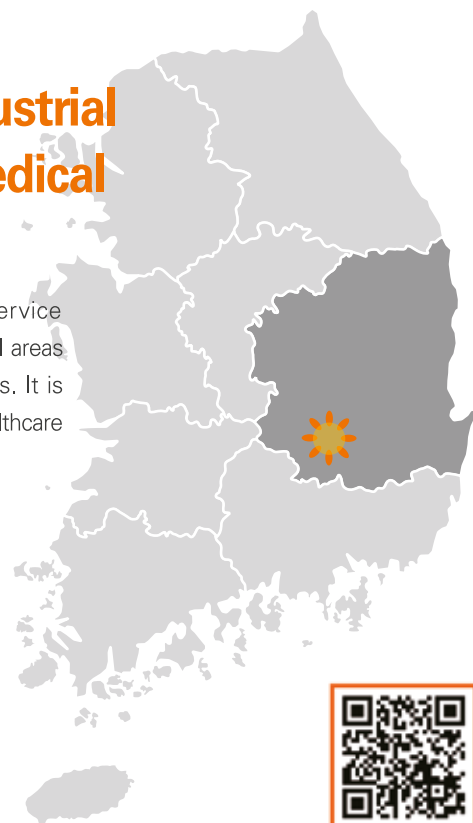 ustrial
edical
ervice
l areas
s. It is
lthcare